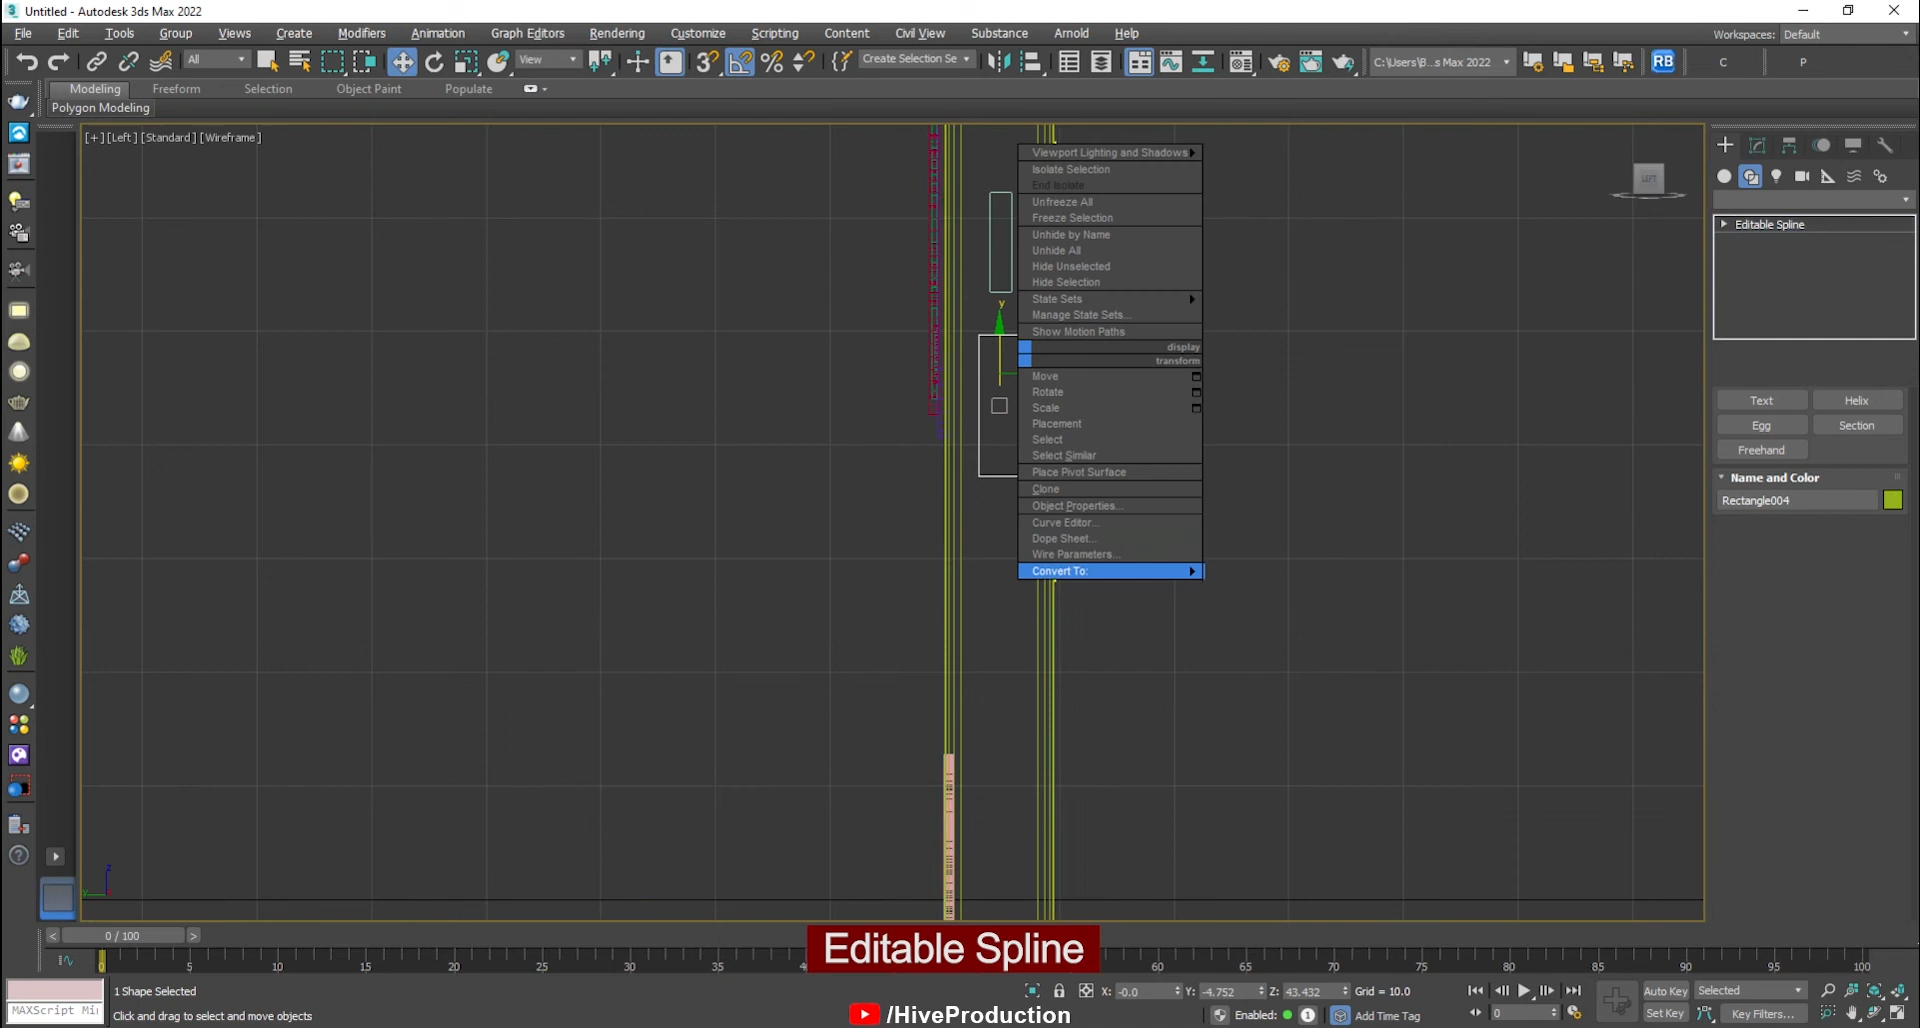 Untitled - Autodesk 3ds Max 2022
File Edit Tools Group Views Create Modifiers Animation Graph Editors Rendering Customize Scripting Content Civil View Substance Arnold Help
Workspaces: Default
All View Create Selection Se C:\Users\B...s Max 2022 RB C P
Modeling Freeform Selection Object Paint Populate
Polygon Modeling
[+] [Left] [Standard] [Wireframe]
LEFT
Viewport Lighting and Shadows
Isolate Selection
End Isolate
Unfreeze All
Freeze Selection
Unhide by Name
Unhide All
Hide Unselected
Hide Selection
State Sets
Manage State Sets...
Show Motion Paths
display
transform
Move
Rotate
Scale
Placement
Select
Select Similar
Place Pivot Surface
Clone
Object Properties...
Curve Editor...
Dope Sheet...
Wire Parameters...
Convert To:
y
z
y
Editable Spline
Text Helix
Egg Section
Freehand
Name and Color
Rectangle004
< 0 / 100 >
0 5 10 15 20 25 30 35 60 65 70 75 80 85 90 95 100
Editable Spline
1 Shape Selected
X: -0.0 Y: -4.752 Z: 43.432 Grid = 10.0
Auto Key Selected
MAXScript Mi
Click and drag to select and move objects
/HiveProduction
Enabled: 1 Add Time Tag
0
Set Key Key Filters...